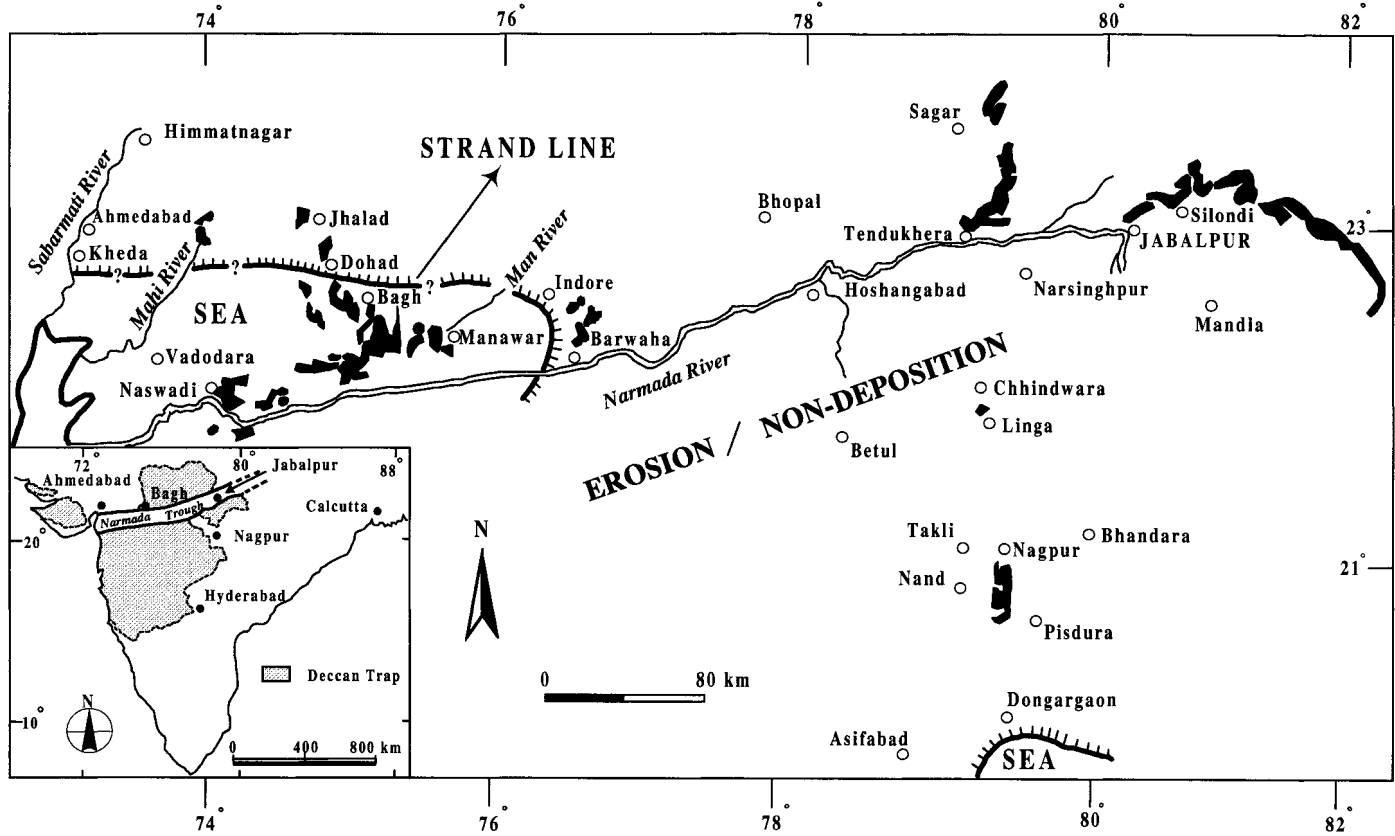 74° 76° 78° 80° 82°
Sagar
Himmatnagar
STRAND LINE
Sabarmati River
Bhopal
Ahmedabad
Jhalad
Silondi
23°
Man River
Tendukhera
JABALPUR
Kheda
Mahi River
Dohad
? ? ?
Indore
Hoshangabad
Narsinghpur
Bagh
SEA
Mandla
Manawar
Barwaha
Vadodara
Narmada River
Naswadi
Chhindwara
EROSION / NON-DEPOSITION
Linga
Betul
Takli
Nagpur
Bhandara
21°
Nand
Pisdura
N
0 80 km
Dongargaon
Asifabad
SEA
72° 80° 88°
Jabalpur
Ahmedabad
Bagh
Calcutta
Narmada Trough
20°
Nagpur
Hyderabad
Deccan Trap
N
10°
0 400 800 km
74° 76° 78° 80° 82°